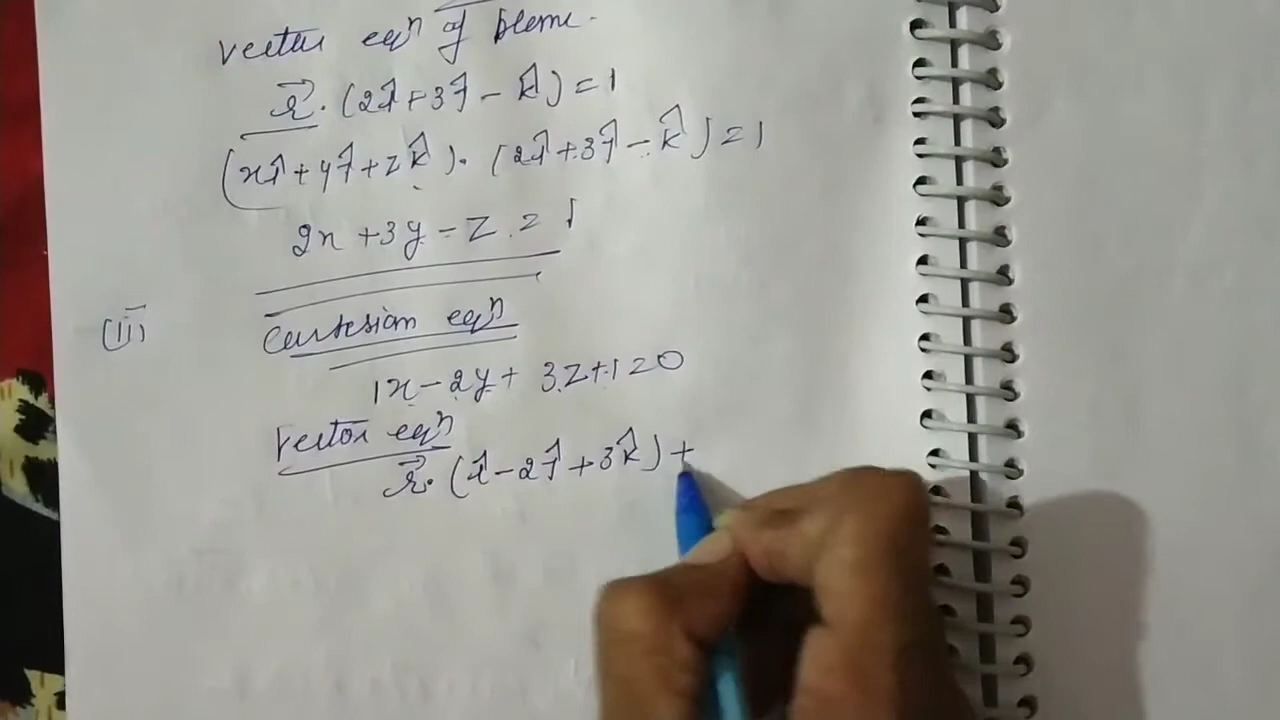 vector eqⁿ of plane.
r⃗. (2î+3ĵ - k̂) = 1
(xî+yĵ+zk̂). (2î+3ĵ-k̂) = 1
2x +3y - z = 1
(ii) Cartesian eqⁿ
1x - 2y + 3z+1=0
Vector eqⁿ
r⃗. (î-2ĵ+3k̂) +